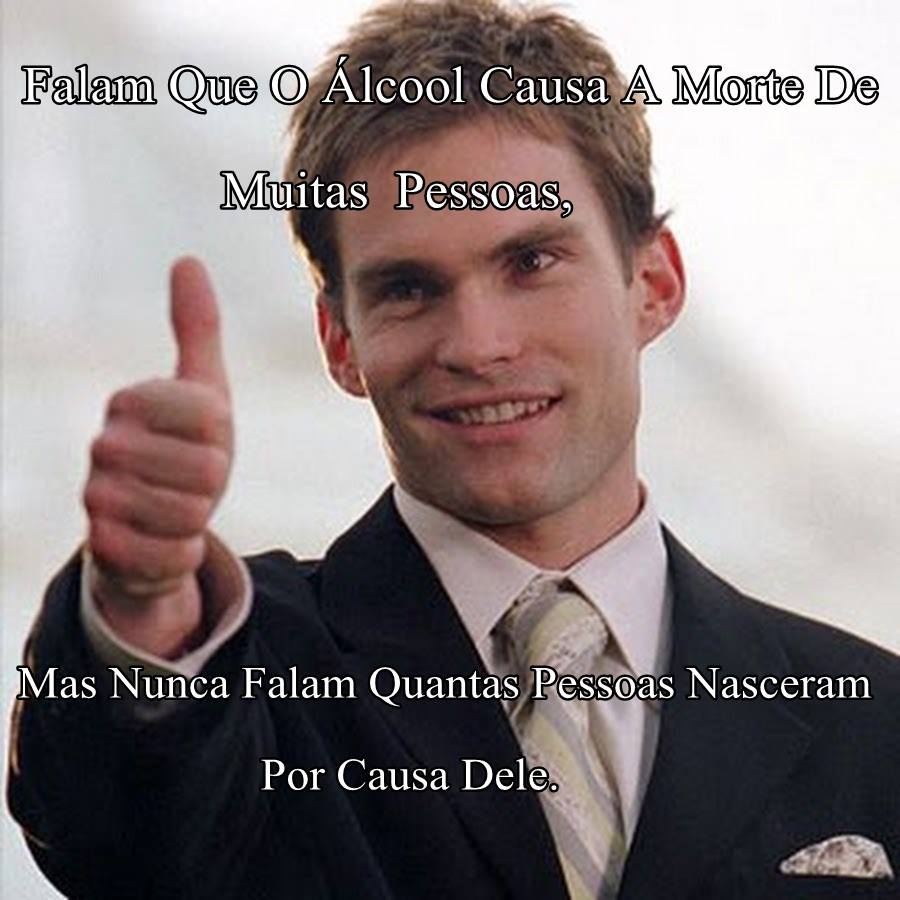 Falam Que O Álcool Causa A Morte De
Muitas Pessoas,
Mas Nunca Falam Quantas Pessoas Nasceram
Por Causa Dele.